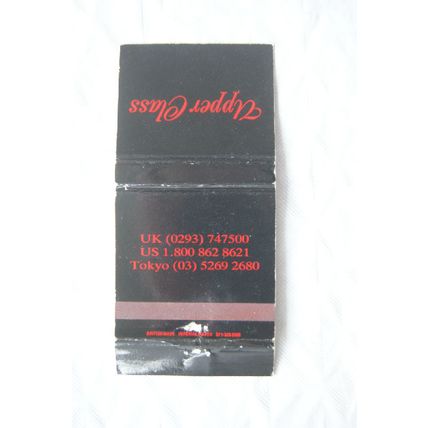 Upper Class
UK (0293) 747500
US 1.800 862 8621
Tokyo (03) 5269 2680